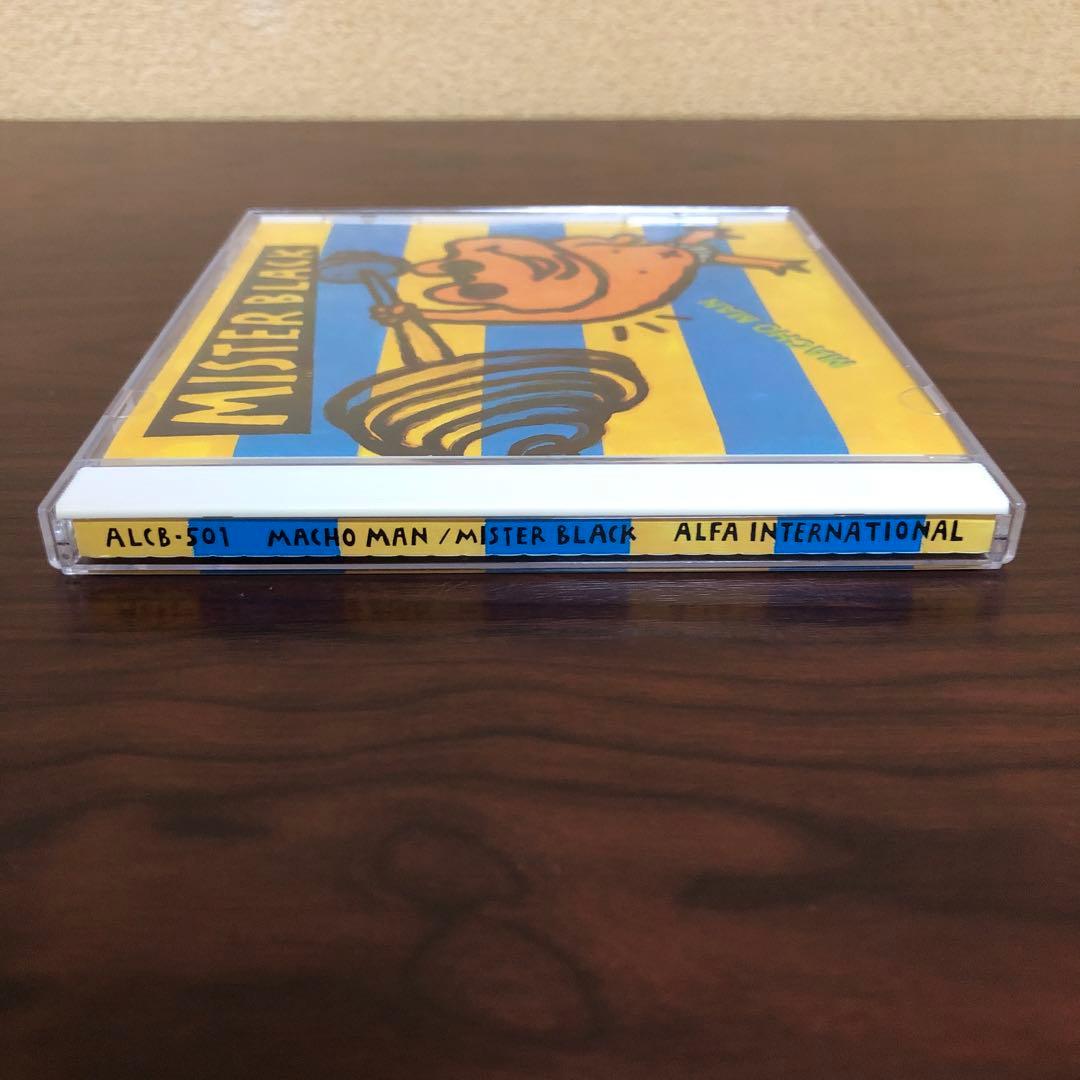 MISTER BLACK
MACHO MAN
ALCB-501 MACHO MAN / MISTER BLACK ALFA INTERNATIONAL